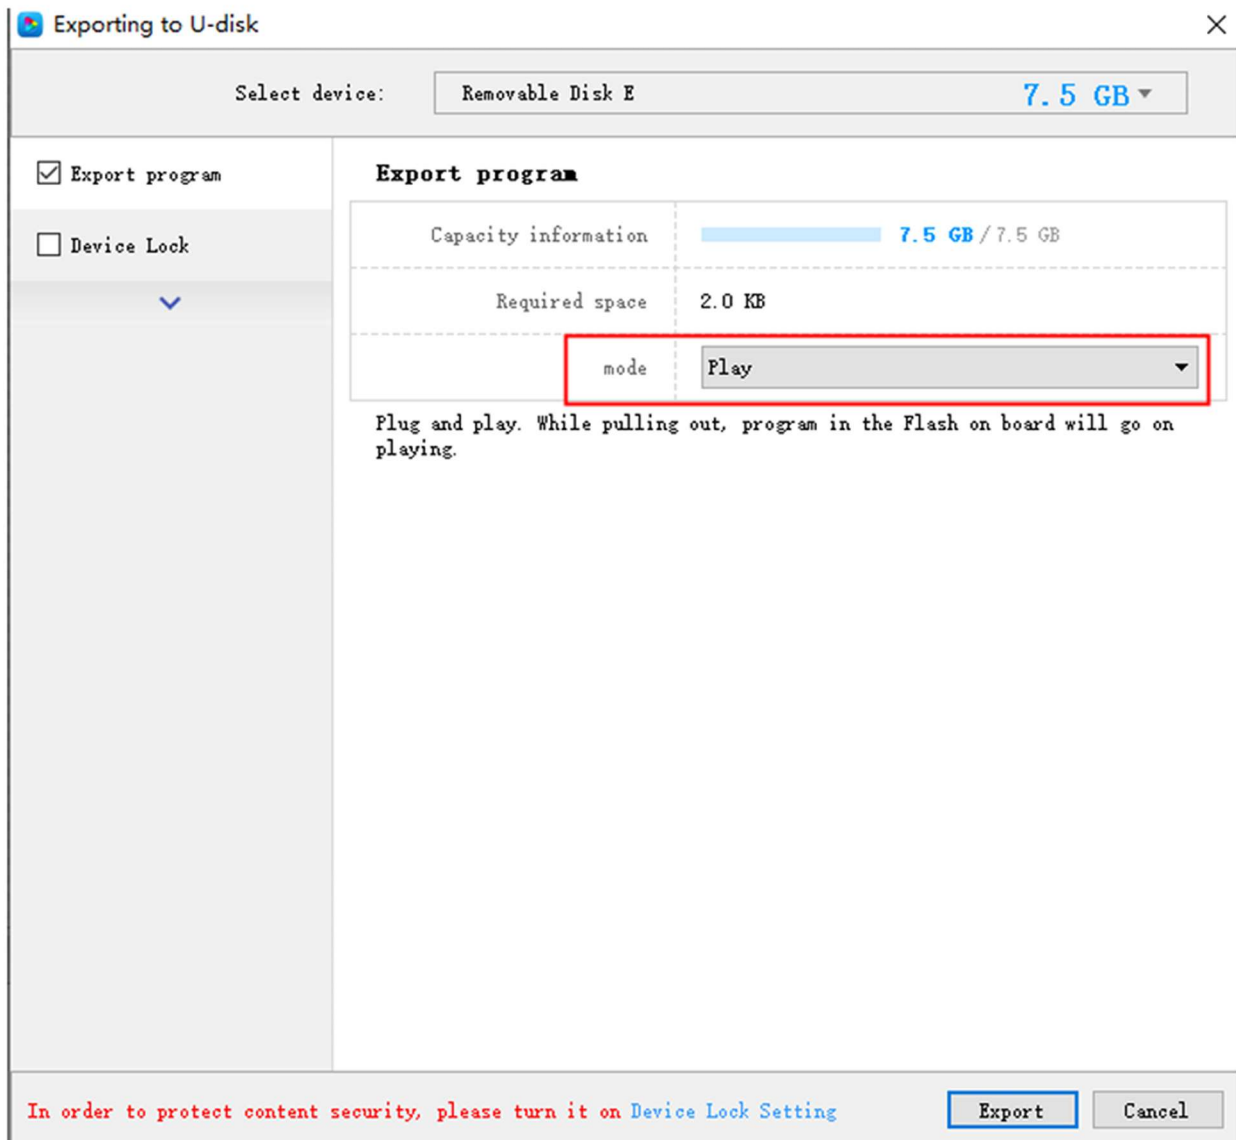 Exporting to U-disk
Select device: Removable Disk E 7.5 GB
Export program
Device Lock
Export program
Capacity information 7.5 GB/7.5 GB
Required space 2.0 KB
mode Play
Plug and play. While pulling out, program in the Flash on board will go on
playing.
In order to protect content security, please turn it on Device Lock Setting
Export Cancel